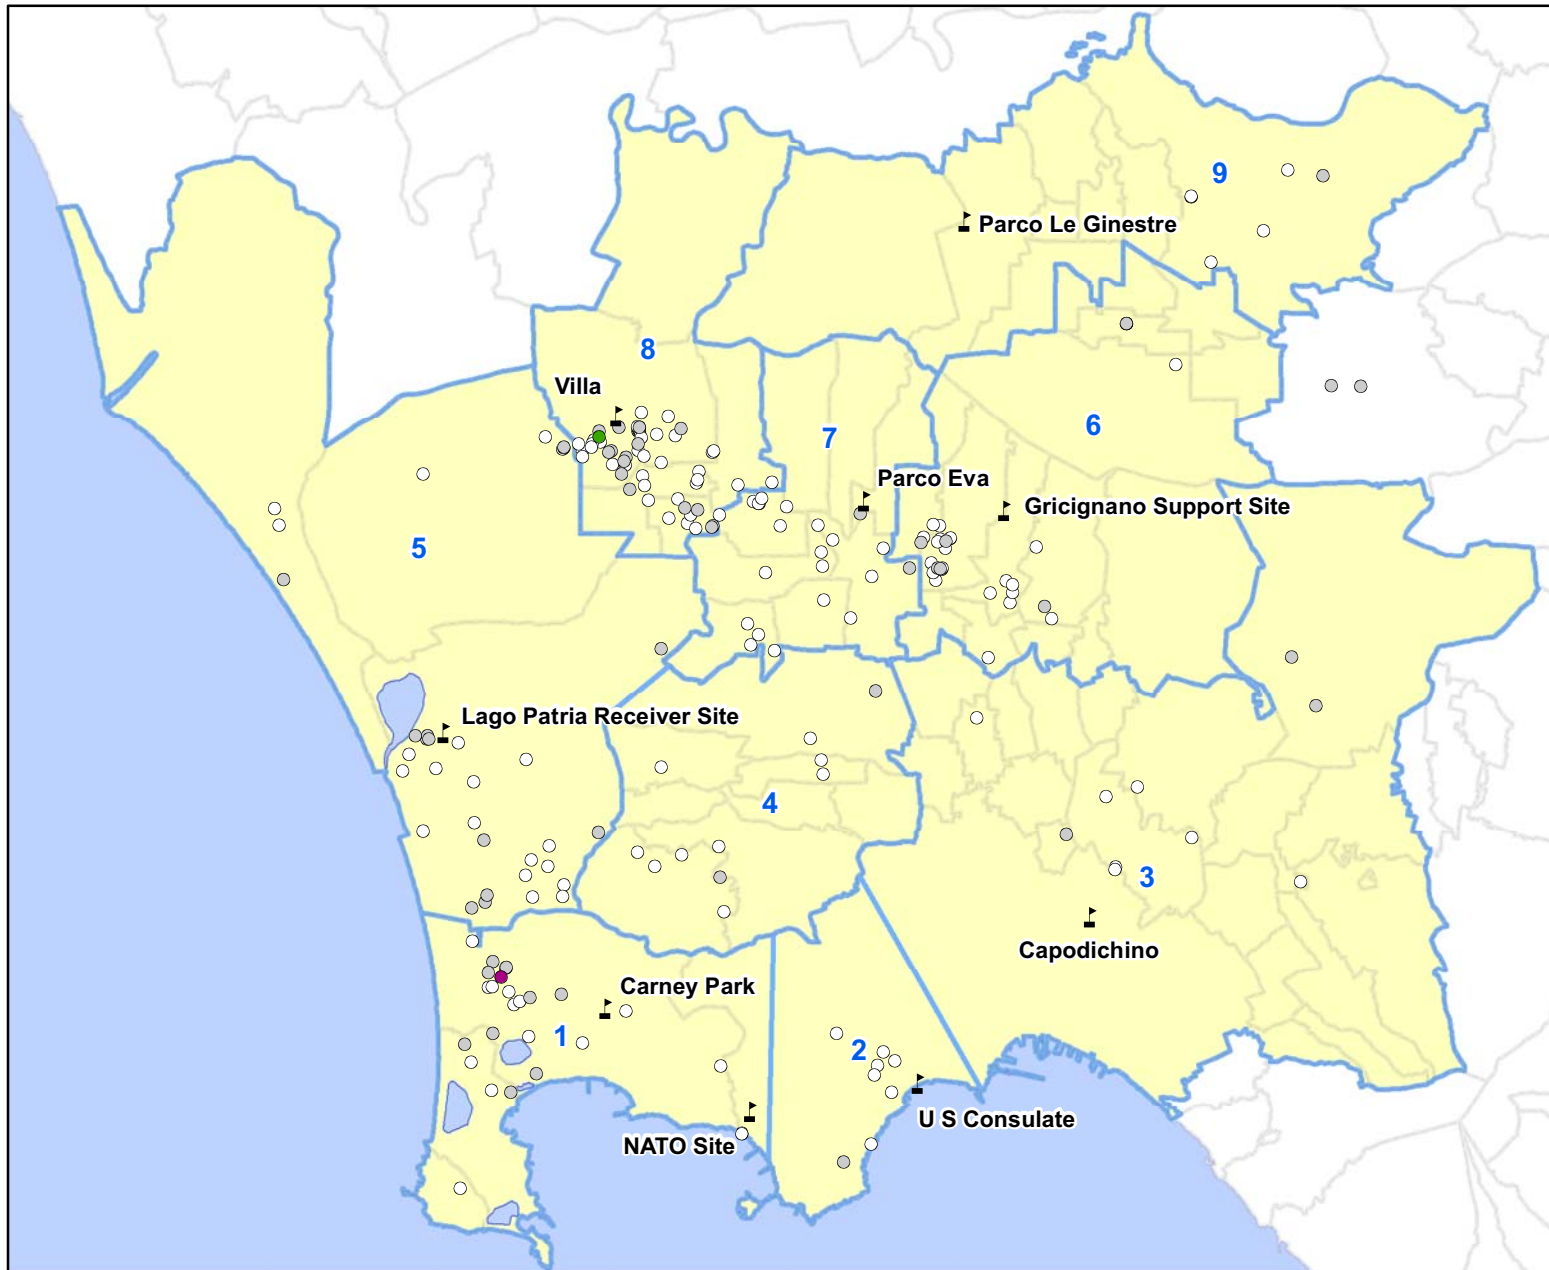 9
Parco Le Ginestre
8
Villa
7
6
Parco Eva
Gricignano Support Site
5
Lago Patria Receiver Site
4
3
Capodichino
Carney Park
1
2
U S Consulate
NATO Site